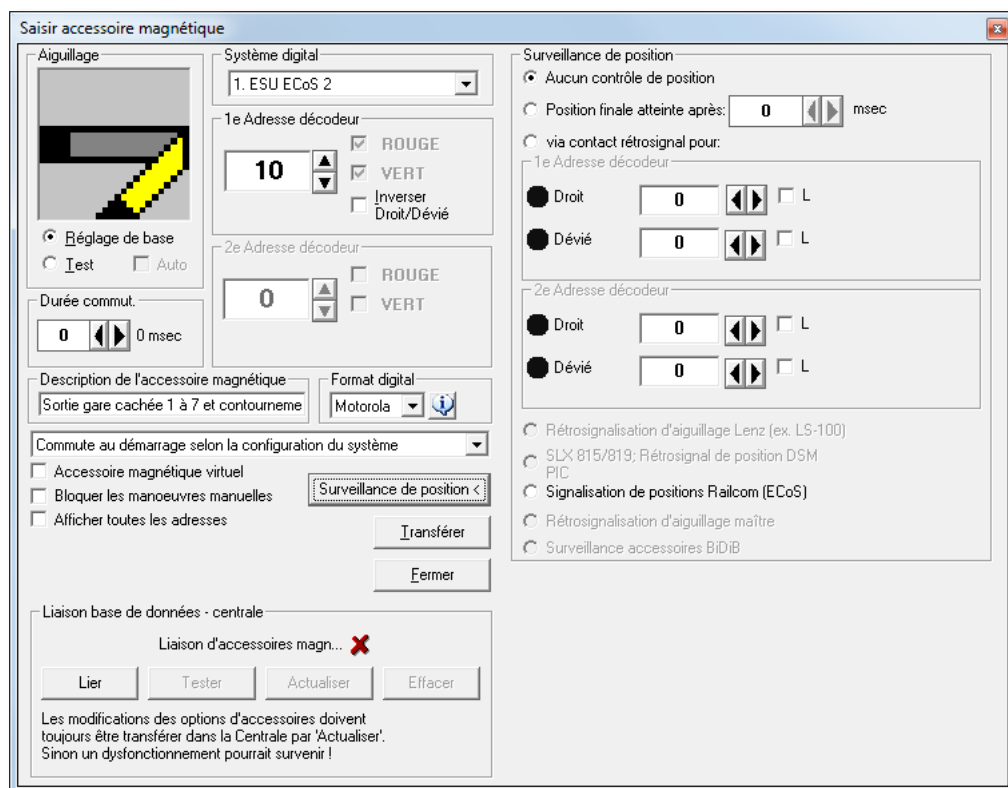 Saisir accessoire magnétique
Aiguillage
Réglage de base
Test
Auto
Durée commut.
0
0 msec
Système digital
1. ESU ECoS 2
1e Adresse décodeur
10
ROUGE
VERT
Inverser
Droit/Dévié
2e Adresse décodeur
0
ROUGE
VERT
Description de l'accessoire magnétique
Sortie gare cachée 1 à 7 et contourneme
Format digital
Motorola
Commute au démarrage selon la configuration du système
Accessoire magnétique virtuel
Bloquer les manoeuvres manuelles
Afficher toutes les adresses
Surveillance de position <
Transférer
Fermer
Liaison base de données - centrale
Liaison d'accessoires magn...
Lier
Tester
Actualiser
Effacer
Les modifications des options d'accessoires doivent
toujours être transférer dans la Centrale par 'Actualiser'.
Sinon un dysfonctionnement pourrait survenir !
Surveillance de position
Aucun contrôle de position
Position finale atteinte après: 0 msec
via contact rétrosignal pour:
1e Adresse décodeur
Droit 0 L
Dévié 0 L
2e Adresse décodeur
Droit 0 L
Dévié 0 L
Rétrosignalisation d'aiguillage Lenz (ex. LS-100)
SLX 815/819; Rétrosignal de position DSM
PIC
Signalisation de positions Railcom (ECoS)
Rétrosignalisation d'aiguillage maître
Surveillance accessoires BiDiB